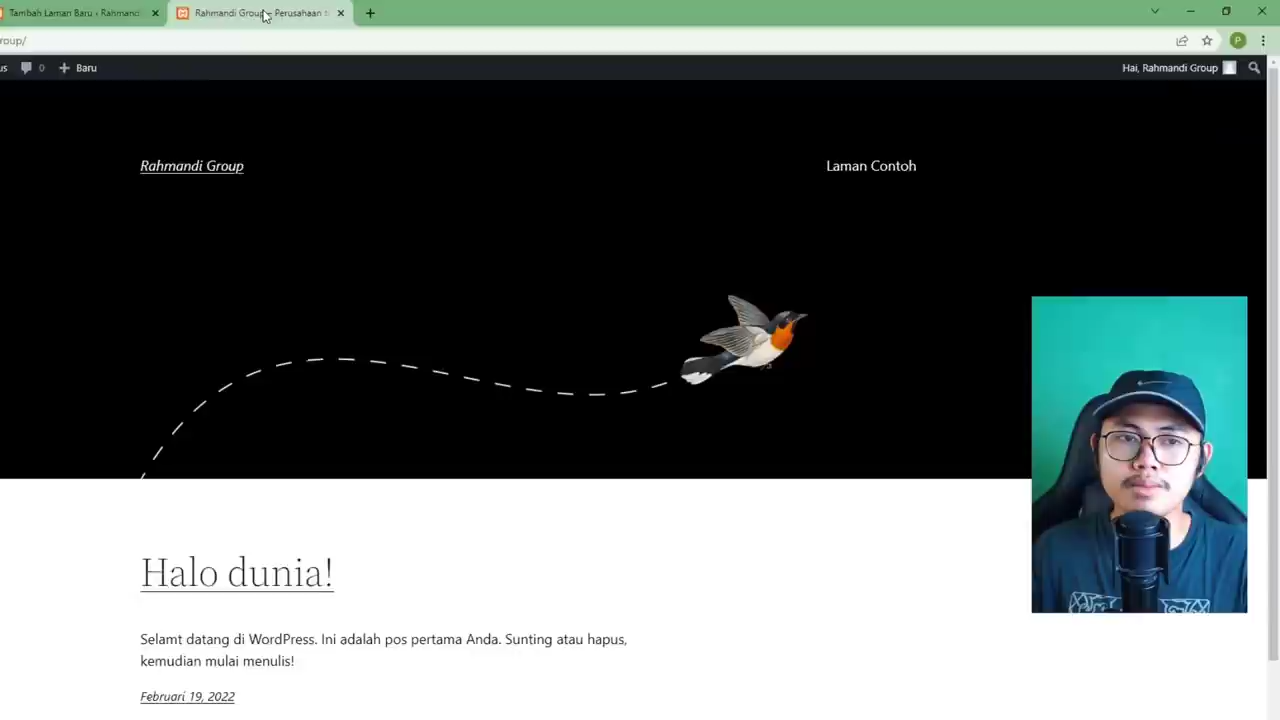 Tambah Laman Baru ‹ Rahmandi
Rahmandi Group – Perusahaan t
roup/
us 0 + Baru
Hai, Rahmandi Group
Rahmandi Group
Laman Contoh
Halo dunia!
Selamt datang di WordPress. Ini adalah pos pertama Anda. Sunting atau hapus,
kemudian mulai menulis!
Februari 19, 2022
P